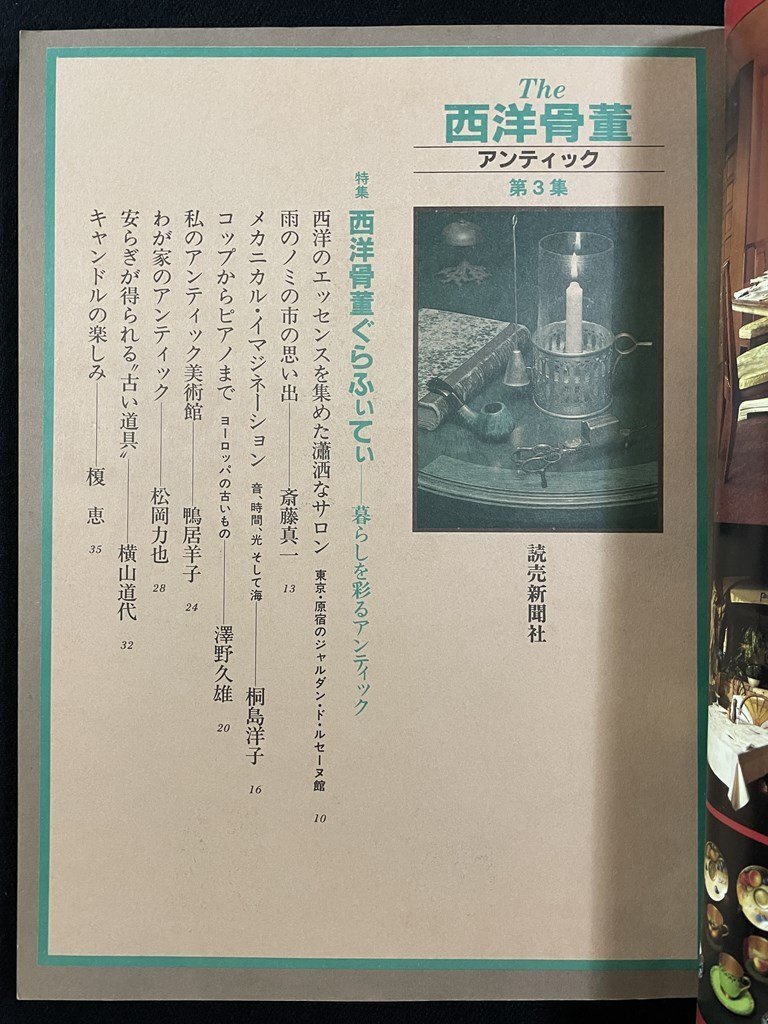 The
西洋骨董
アンティック
第3集
読売新聞社
特集 西洋骨董ぐらふぃてぃ——暮らしを彩るアンティック
西洋のエッセンスを集めた瀟洒なサロン 東京・原宿のジャルダン・ド・ルセーヌ館 10
雨のノミの市の思い出——斎藤真一 13
メカニカル・イマジネーション 音、時間、光 そして海——桐島洋子 16
コップからピアノまで ヨーロッパの古いもの——澤野久雄 20
私のアンティック美術館——鴨居羊子 24
わが家のアンティック——松岡力也 28
安らぎが得られる〝古い道具〟——横山道代 32
キャンドルの楽しみ——榎 恵 35